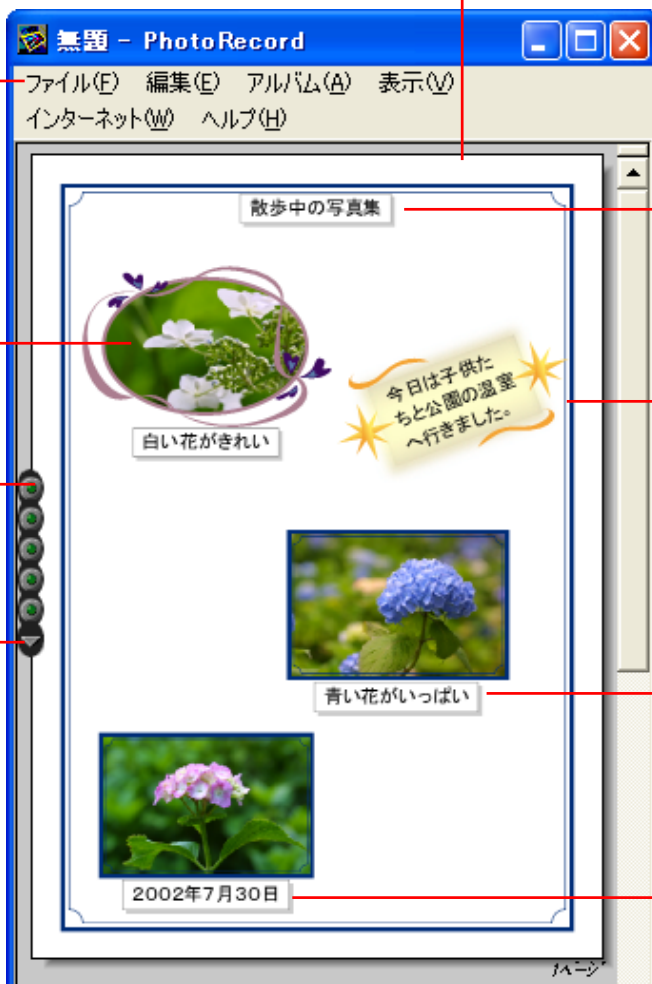 無題 - PhotoRecord
ファイル(F) 編集(E) アルバム(A) 表示(V)
インターネット(W) ヘルプ(H)
散歩中の写真集
白い花がきれい
今日は子供た
ちと公園の温室
へ行きました。
青い花がいっぱい
2002年7月30日
1ページ